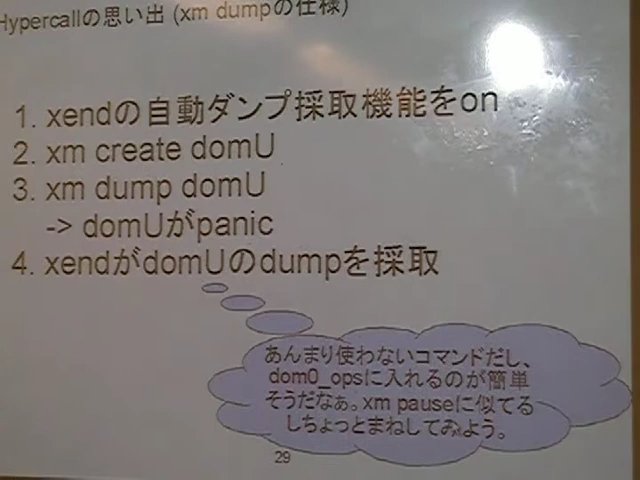 Hypercallの思い出 (xm dumpの仕様)
1. xendの自動ダンプ採取機能をon
2. xm create domU
3. xm dump domU
-> domUがpanic
4. xendがdomUのdumpを採取
あんまり使わないコマンドだし、
dom0_opsに入れるのが簡単
そうだなぁ。xm pauseに似てる
しちょっとまねしてみよう。
29